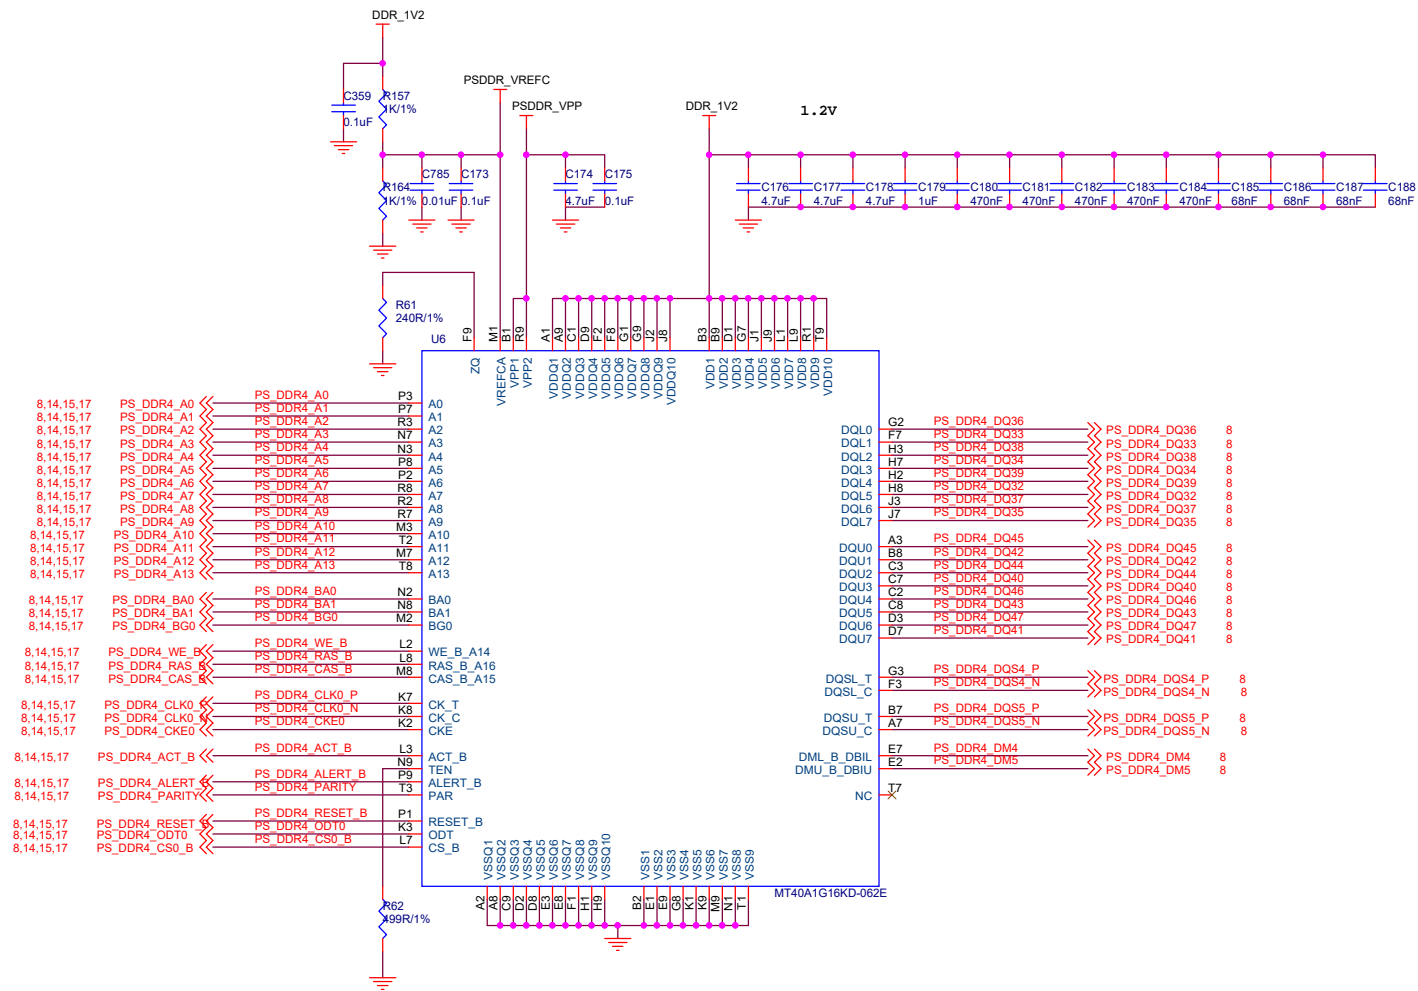 DDR_1V2
C359
0.1uF
R157
1K/1%
PSDDR_VREFC
PSDDR_VPP
DDR_1V2
1.2V
R164
1K/1%
C785
0.01uF
C173
0.1uF
C174
4.7uF
C175
0.1uF
C176
4.7uF
C177
4.7uF
C178
4.7uF
C179
1uF
C180
470nF
C181
470nF
C182
470nF
C183
470nF
C184
470nF
C185
68nF
C186
68nF
C187
68nF
C188
68nF
R61
240R/1%
U6
F9 M1 B1 R9 A1 A9 C1 D9 F2 F8 G1 G9 J2 J8 B3 B9 D1 G7 J1 J9 L1 L9 R1 T9
ZQ VREFCA VPP1 VPP2 VDDQ1 VDDQ2 VDDQ3 VDDQ4 VDDQ5 VDDQ6 VDDQ7 VDDQ8 VDDQ9 VDDQ10 VDD1 VDD2 VDD3 VDD4 VDD5 VDD6 VDD7 VDD8 VDD9 VDD10
8,14,15,17 PS_DDR4_A0 PS_DDR4_A0 P3 A0
8,14,15,17 PS_DDR4_A1 PS_DDR4_A1 P7 A1
8,14,15,17 PS_DDR4_A2 PS_DDR4_A2 R3 A2
8,14,15,17 PS_DDR4_A3 PS_DDR4_A3 N7 A3
8,14,15,17 PS_DDR4_A4 PS_DDR4_A4 N3 A4
8,14,15,17 PS_DDR4_A5 PS_DDR4_A5 P8 A5
8,14,15,17 PS_DDR4_A6 PS_DDR4_A6 P2 A6
8,14,15,17 PS_DDR4_A7 PS_DDR4_A7 R8 A7
8,14,15,17 PS_DDR4_A8 PS_DDR4_A8 R2 A8
8,14,15,17 PS_DDR4_A9 PS_DDR4_A9 R7 A9
8,14,15,17 PS_DDR4_A10 PS_DDR4_A10 M3 A10
8,14,15,17 PS_DDR4_A11 PS_DDR4_A11 T2 A11
8,14,15,17 PS_DDR4_A12 PS_DDR4_A12 M7 A12
8,14,15,17 PS_DDR4_A13 PS_DDR4_A13 T8 A13
8,14,15,17 PS_DDR4_BA0 PS_DDR4_BA0 N2 BA0
8,14,15,17 PS_DDR4_BA1 PS_DDR4_BA1 N8 BA1
8,14,15,17 PS_DDR4_BG0 PS_DDR4_BG0 M2 BG0
8,14,15,17 PS_DDR4_WE_B PS_DDR4_WE_B L2 WE_B_A14
8,14,15,17 PS_DDR4_RAS_B PS_DDR4_RAS_B L8 RAS_B_A16
8,14,15,17 PS_DDR4_CAS_B PS_DDR4_CAS_B M8 CAS_B_A15
8,14,15,17 PS_DDR4_CLK0_P PS_DDR4_CLK0_P K7 CK_T
8,14,15,17 PS_DDR4_CLK0_N PS_DDR4_CLK0_N K8 CK_C
8,14,15,17 PS_DDR4_CKE0 PS_DDR4_CKE0 K2 CKE
8,14,15,17 PS_DDR4_ACT_B PS_DDR4_ACT_B L3 ACT_B
N9 TEN
8,14,15,17 PS_DDR4_ALERT_B PS_DDR4_ALERT_B P9 ALERT_B
8,14,15,17 PS_DDR4_PARITY PS_DDR4_PARITY T3 PAR
8,14,15,17 PS_DDR4_RESET_B PS_DDR4_RESET_B P1 RESET_B
8,14,15,17 PS_DDR4_ODT0 PS_DDR4_ODT0 K3 ODT
8,14,15,17 PS_DDR4_CS0_B PS_DDR4_CS0_B L7 CS_B
DQL0 G2 PS_DDR4_DQ36 PS_DDR4_DQ36 8
DQL1 F7 PS_DDR4_DQ33 PS_DDR4_DQ33 8
DQL2 H3 PS_DDR4_DQ38 PS_DDR4_DQ38 8
DQL3 H7 PS_DDR4_DQ34 PS_DDR4_DQ34 8
DQL4 H2 PS_DDR4_DQ39 PS_DDR4_DQ39 8
DQL5 H8 PS_DDR4_DQ32 PS_DDR4_DQ32 8
DQL6 J3 PS_DDR4_DQ37 PS_DDR4_DQ37 8
DQL7 J7 PS_DDR4_DQ35 PS_DDR4_DQ35 8
DQU0 A3 PS_DDR4_DQ45 PS_DDR4_DQ45 8
DQU1 B8 PS_DDR4_DQ42 PS_DDR4_DQ42 8
DQU2 C3 PS_DDR4_DQ44 PS_DDR4_DQ44 8
DQU3 C7 PS_DDR4_DQ40 PS_DDR4_DQ40 8
DQU4 C2 PS_DDR4_DQ46 PS_DDR4_DQ46 8
DQU5 C8 PS_DDR4_DQ43 PS_DDR4_DQ43 8
DQU6 D3 PS_DDR4_DQ47 PS_DDR4_DQ47 8
DQU7 D7 PS_DDR4_DQ41 PS_DDR4_DQ41 8
DQSL_T G3 PS_DDR4_DQS4_P PS_DDR4_DQS4_P 8
DQSL_C F3 PS_DDR4_DQS4_N PS_DDR4_DQS4_N 8
DQSU_T B7 PS_DDR4_DQS5_P PS_DDR4_DQS5_P 8
DQSU_C A7 PS_DDR4_DQS5_N PS_DDR4_DQS5_N 8
DML_B_DBIL E7 PS_DDR4_DM4 PS_DDR4_DM4 8
DMU_B_DBIU E2 PS_DDR4_DM5 PS_DDR4_DM5 8
NC T7
VSSQ1 VSSQ2 VSSQ3 VSSQ4 VSSQ5 VSSQ6 VSSQ7 VSSQ8 VSSQ9 VSSQ10 VSS1 VSS2 VSS3 VSS4 VSS5 VSS6 VSS7 VSS8 VSS9
MT40A1G16KD-062E
A2 A8 C9 D2 D8 E3 E8 F1 H1 H9 B2 E1 E9 G8 K1 K9 M9 N1 T1
R62
499R/1%